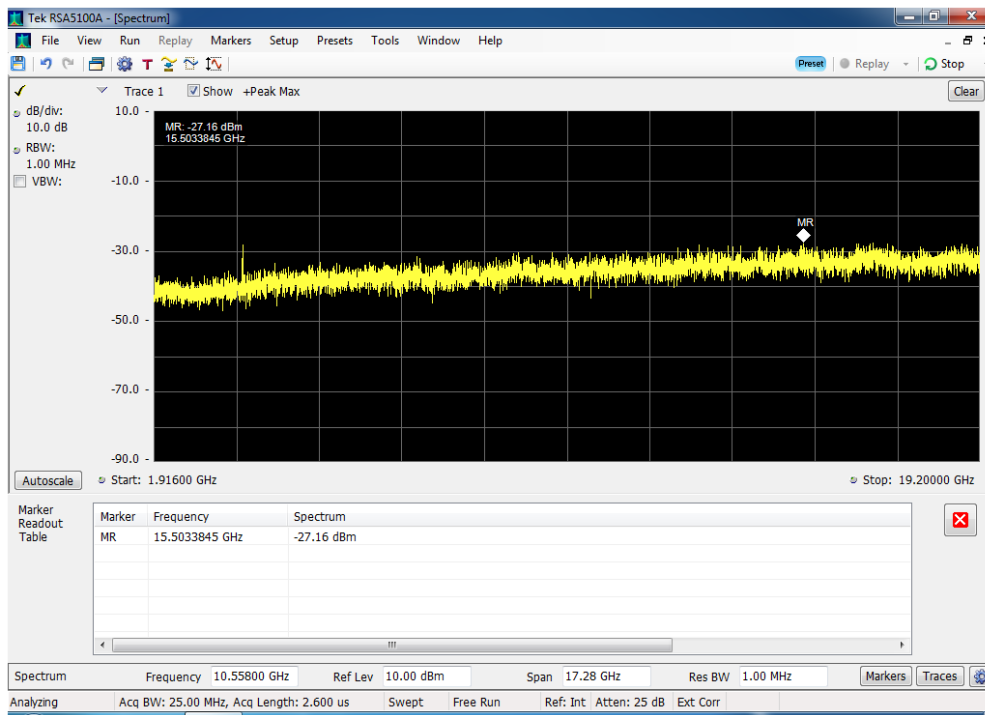 Tek RSA5100A - [Spectrum]
File View Run Replay Markers Setup Presets Tools Window Help
T Preset Replay Stop
Trace 1 Show +Peak Max Clear
dB/div:
10.0 dB
RBW:
1.00 MHz
VBW:
10.0
-10.0
-30.0
-50.0
-70.0
-90.0
MR: -27.16 dBm
15.5033845 GHz
MR
Autoscale Start: 1.91600 GHz Stop: 19.20000 GHz
Marker
Readout
Table
Marker Frequency Spectrum
MR 15.5033845 GHz -27.16 dBm
Spectrum Frequency 10.55800 GHz Ref Lev 10.00 dBm Span 17.28 GHz Res BW 1.00 MHz Markers Traces
Analyzing Acq BW: 25.00 MHz, Acq Length: 2.600 us Swept Free Run Ref: Int Atten: 25 dB Ext Corr